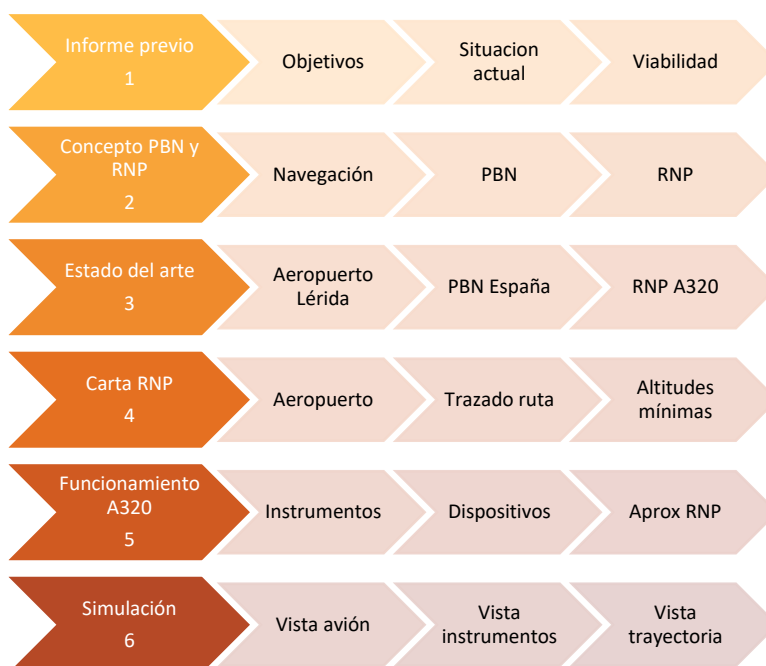 Informe previo
1
Objetivos
Situacion
actual
Viabilidad
Concepto PBN y
RNP
2
Navegación
PBN
RNP
Estado del arte
3
Aeropuerto
Lérida
PBN España
RNP A320
Carta RNP
4
Aeropuerto
Trazado ruta
Altitudes
mínimas
Funcionamiento
A320
5
Instrumentos
Dispositivos
Aprox RNP
Simulación
6
Vista avión
Vista
instrumentos
Vista
trayectoria